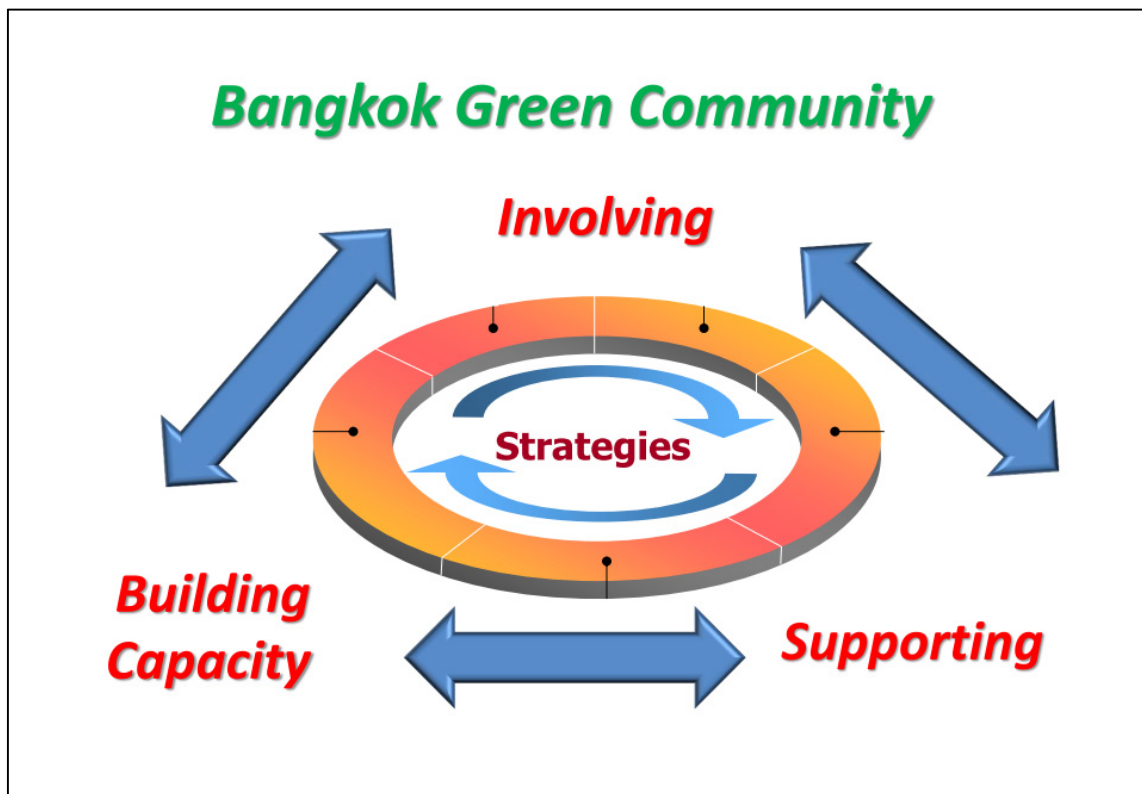 Bangkok Green Community
Involving
Strategies
Building
Capacity
Supporting